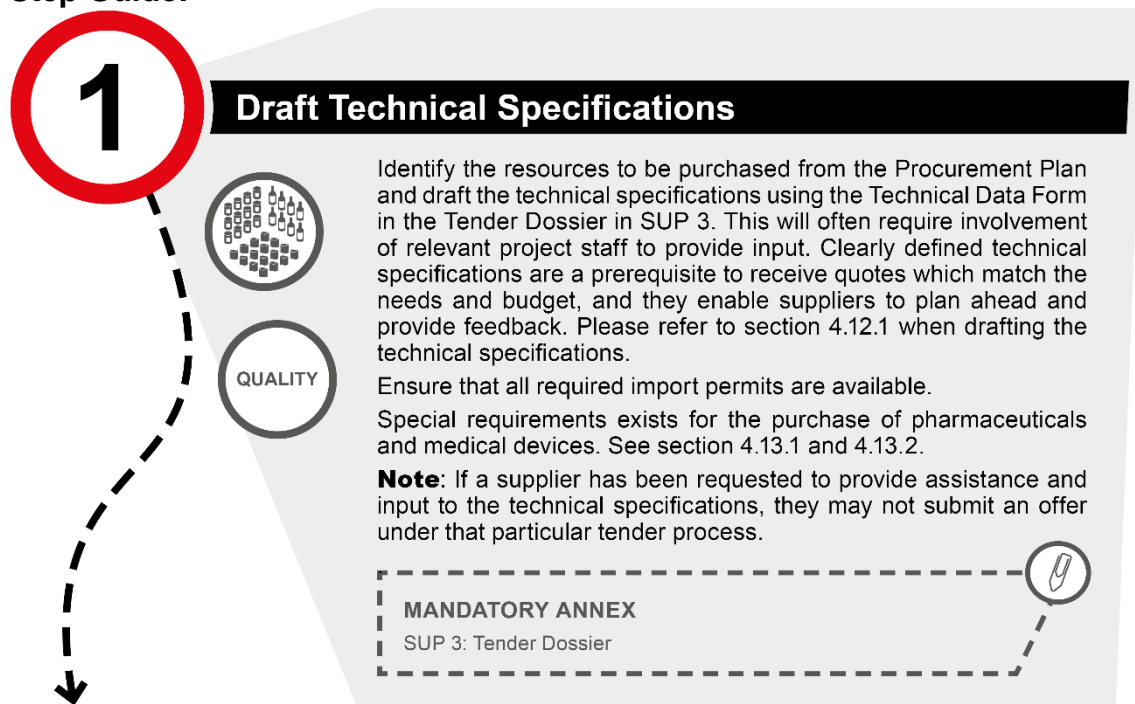 Step Guide:
1
Draft Technical Specifications
Identify the resources to be purchased from the Procurement Plan
and draft the technical specifications using the Technical Data Form
in the Tender Dossier in SUP 3. This will often require involvement
of relevant project staff to provide input. Clearly defined technical
specifications are a prerequisite to receive quotes which match the
needs and budget, and they enable suppliers to plan ahead and
provide feedback. Please refer to section 4.12.1 when drafting the
technical specifications.
QUALITY
Ensure that all required import permits are available.
Special requirements exists for the purchase of pharmaceuticals
and medical devices. See section 4.13.1 and 4.13.2.
Note: If a supplier has been requested to provide assistance and
input to the technical specifications, they may not submit an offer
under that particular tender process.
MANDATORY ANNEX
SUP 3: Tender Dossier